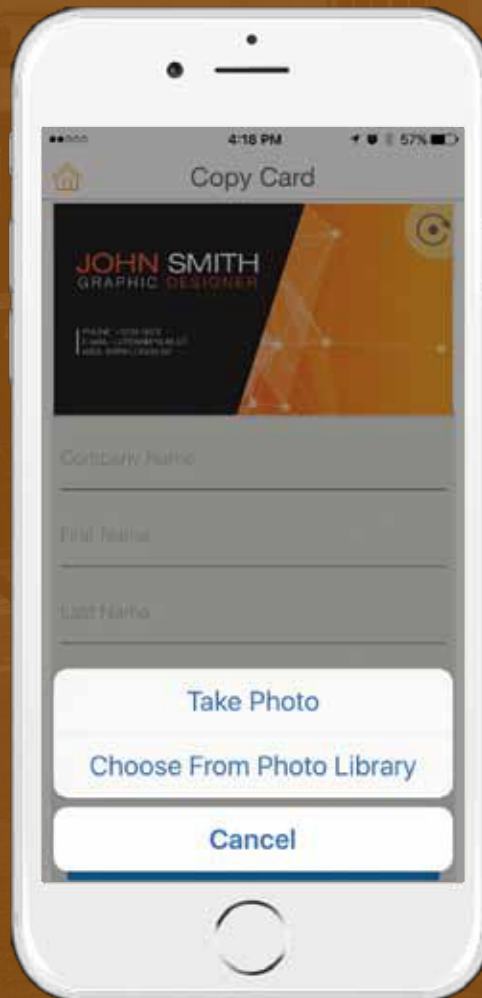 4:18 PM
57%
Copy Card
JOHN SMITH
GRAPHIC DESIGNER
Company Name
First Name
Last Name
Take Photo
Choose From Photo Library
Cancel